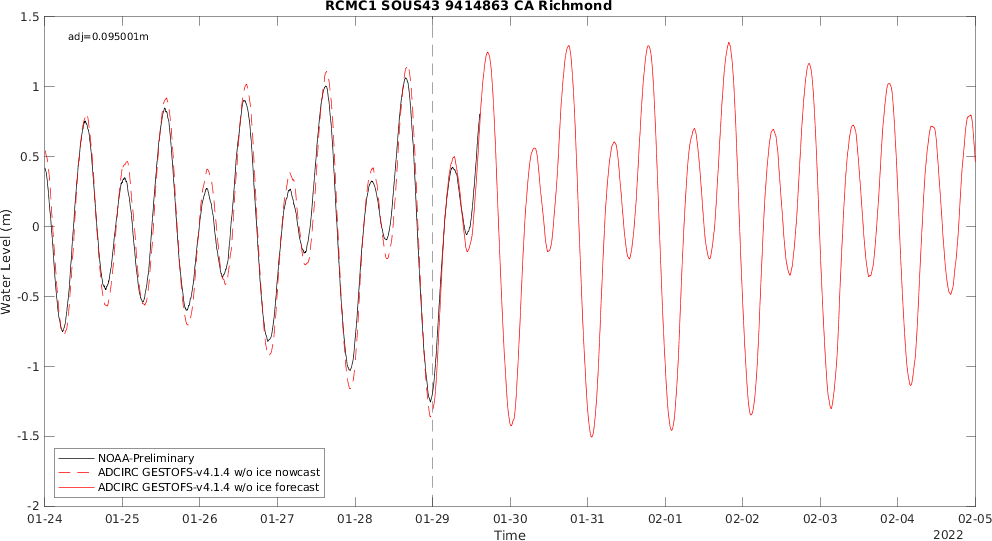 RCMC1 SOUS43 9414863 CA Richmond
adj=0.095001m
1.5
1
0.5
0
-0.5
-1
-1.5
-2
Water Level (m)
NOAA-Preliminary
ADCIRC GESTOFS-v4.1.4 w/o ice nowcast
ADCIRC GESTOFS-v4.1.4 w/o ice forecast
01-24 01-25 01-26 01-27 01-28 01-29 01-30 01-31 02-01 02-02 02-03 02-04 02-05
Time
2022